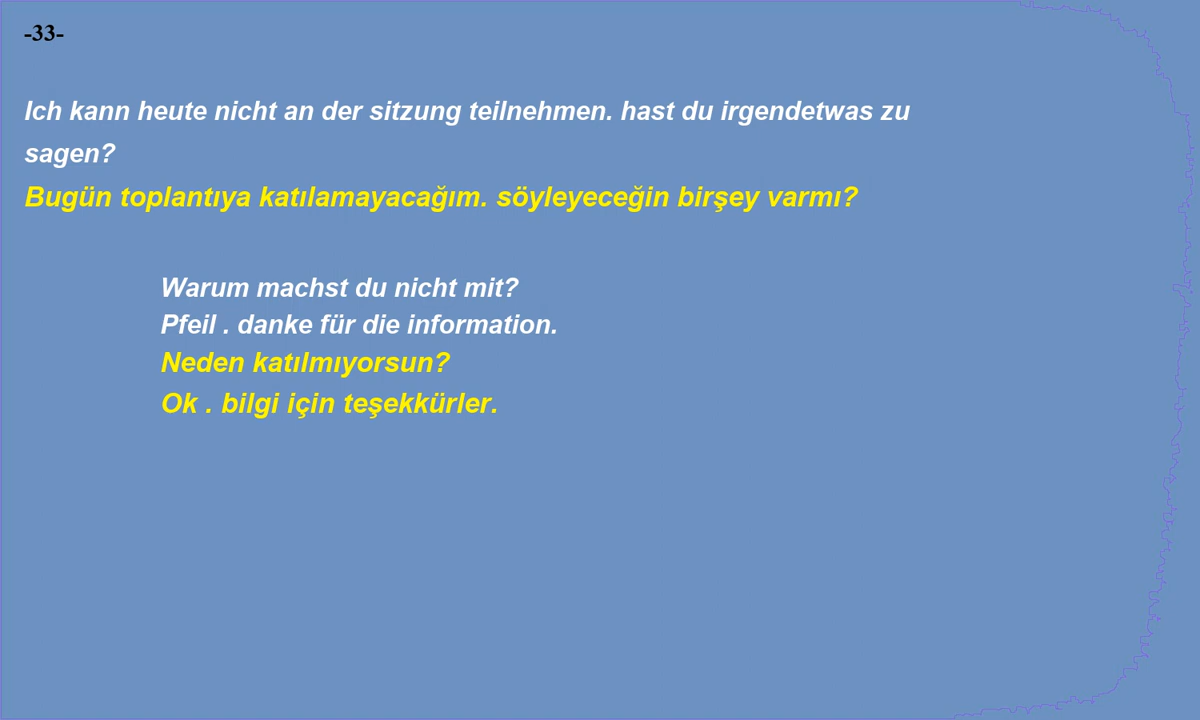 -33-
Ich kann heute nicht an der sitzung teilnehmen. hast du irgendetwas zu
sagen?
Bugün toplantıya katılamayacağım. söyleyeceğin birşey varmı?
Warum machst du nicht mit?
Pfeil . danke für die information.
Neden katılmıyorsun?
Ok . bilgi için teşekkürler.